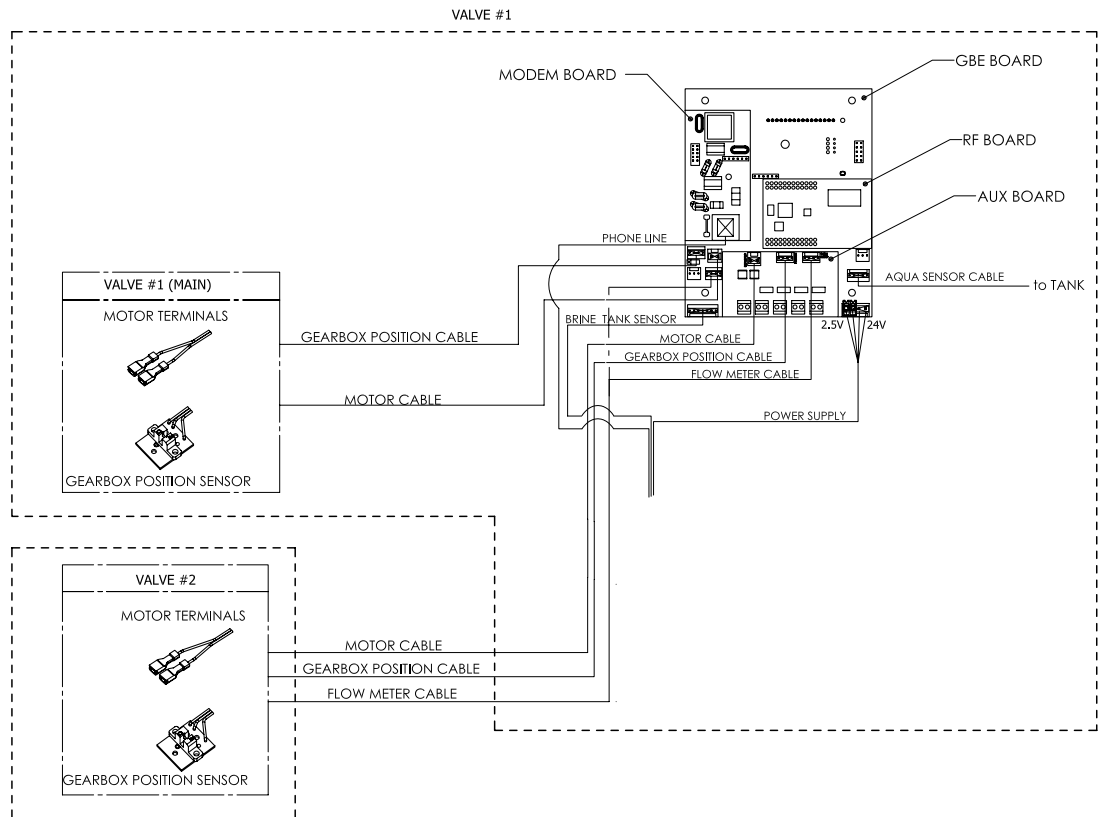 VALVE #1
MODEM BOARD
GBE BOARD
RF BOARD
AUX BOARD
PHONE LINE
AQUA SENSOR CABLE
to TANK
BRINE TANK SENSOR
2.5V
24V
MOTOR CABLE
GEARBOX POSITION CABLE
FLOW METER CABLE
POWER SUPPLY
VALVE #1 (MAIN)
MOTOR TERMINALS
GEARBOX POSITION SENSOR
GEARBOX POSITION CABLE
MOTOR CABLE
VALVE #2
MOTOR TERMINALS
GEARBOX POSITION SENSOR
MOTOR CABLE
GEARBOX POSITION CABLE
FLOW METER CABLE